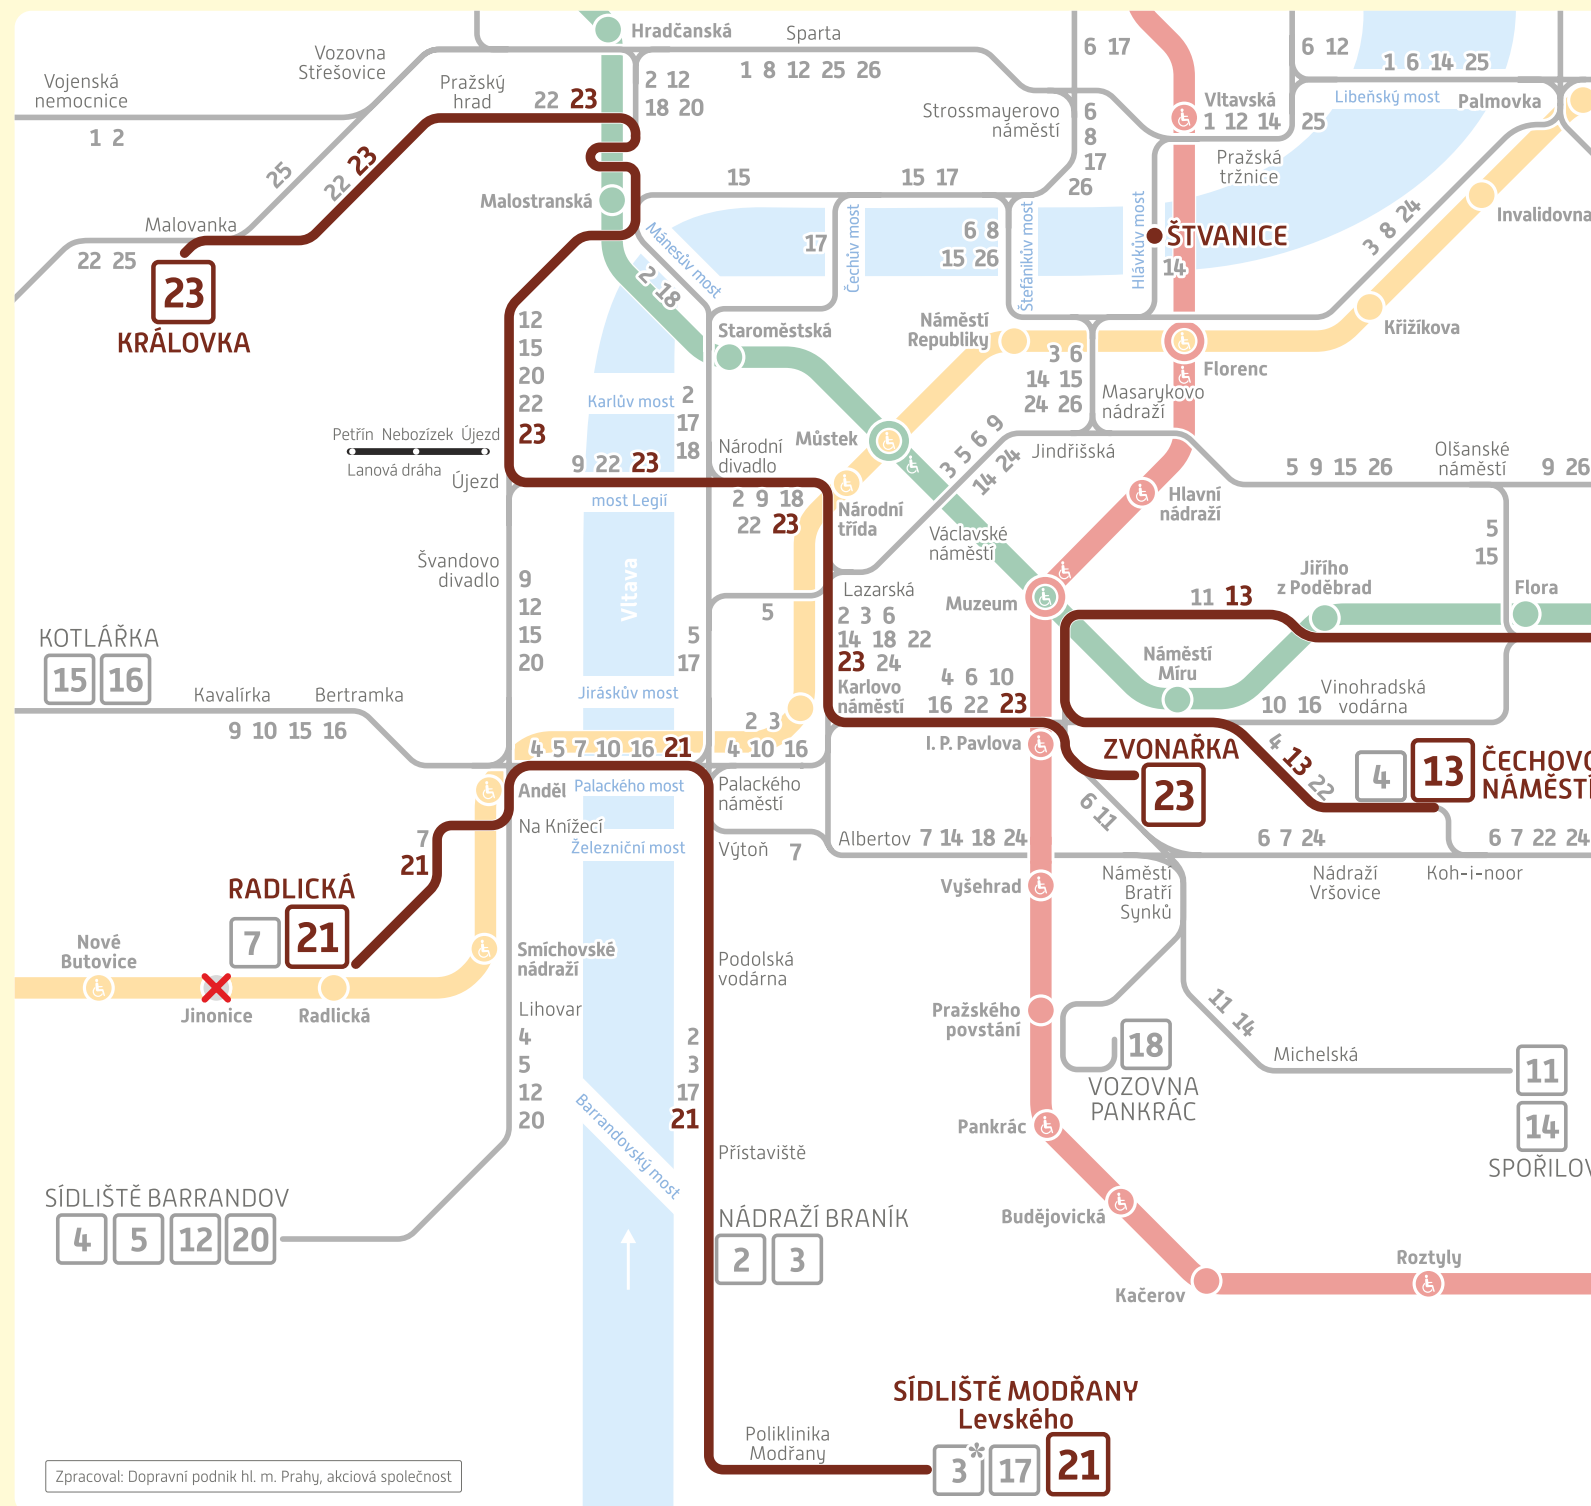 Hradčanská
Sparta
6 17
6 12
1 6 14 25
Vozovna
Střešovice
Vojenská
nemocnice
1 2
Pražský
hrad
22 23
2 12
18 20
1 8 12 25 26
Strossmayerovo
náměstí
6
8
17
26
Vltavská
1 12 14
25
Libeňský most
Palmovka
Pražská
tržnice
25
22 23
Malostranská
15
15 17
Invalidovna
Malovanka
22 25
23
KRÁLOVKA
Mánesův most
2 18
17
Čechův most
6 8
15 26
Štefánikův most
Hlávkův most
ŠTVANICE
14
3 8 24
12
15
20
22
23
Staroměstská
Náměstí
Republiky
3 6
14 15
24 26
Florenc
Křižíkova
Masarykovo
nádraží
Karlův most
2
17
18
Petřín Nebozízek Újezd
Lanová dráha
Újezd
9 22 23
Národní
divadlo
Můstek
3 5 6 9
14 24
Jindřišská
5 9 15 26
Olšanské
náměstí
9 26
most Legií
2 9 18
22 23
Národní
třída
Hlavní
nádraží
Václavské
náměstí
5
15
Švandovo
divadlo
9
12
15
20
Vltava
5
5
17
Lazarská
2 3 6
14 18 22
23 24
Muzeum
11 13
Jiřího
z Poděbrad
Flora
KOTLÁŘKA
15 16
Kavalírka
Bertramka
9 10 15 16
Jiráskův most
2 3
Karlovo
náměstí
4 6 10
16 22 23
Náměstí
Míru
10 16
Vinohradská
vodárna
4 5 7 10 16 21
4 10 16
I. P. Pavlova
ZVONAŘKA
23
4 13 22
4
13
Anděl
Palackého most
Palackého
náměstí
6 11
Na Knížecí
Železniční most
Výtoň
7
Albertov
7 14 18 24
6 7 24
6 7 22 24
7
21
RADLICKÁ
7
21
Vyšehrad
Náměstí
Bratří
Synků
Nádraží
Vršovice
Koh-i-noor
Nové
Butovice
Jinonice
Radlická
Smíchovské
nádraží
Podolská
vodárna
Lihovar
4
5
12
20
2
3
17
21
Pražského
povstání
18
VOZOVNA
PANKRÁC
11 14
Michelská
11
14
Barrandovský most
Přístaviště
Pankrác
SÍDLIŠTĚ BARRANDOV
4 5 12 20
NÁDRAŽÍ BRANÍK
2 3
Budějovická
Kačerov
Roztyly
SÍDLIŠTĚ MODŘANY
Levského
3* 17 21
Poliklinika
Modřany
Zpracoval: Dopravní podnik hl. m. Prahy, akciová společnost